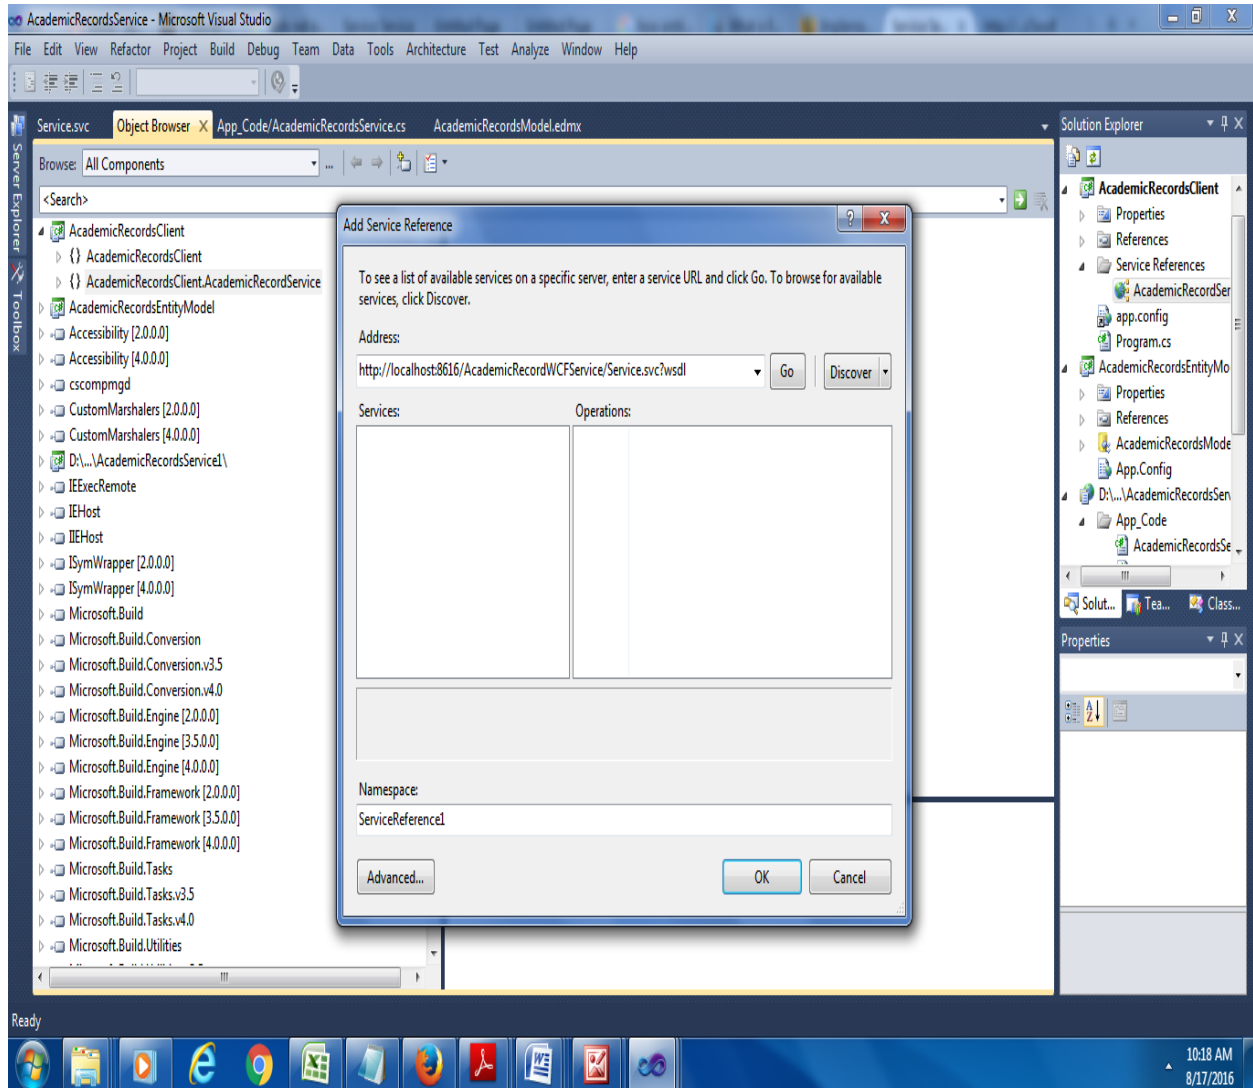 AcademicRecordsService - Microsoft Visual Studio
File Edit View Refactor Project Build Debug Team Data Tools Architecture Test Analyze Window Help
Server Explorer
Toolbox
Service.svc Object Browser X App_Code/AcademicRecordsService.cs AcademicRecordsModel.edmx
Browse: All Components ...
<Search>
AcademicRecordsClient
{} AcademicRecordsClient
{} AcademicRecordsClient.AcademicRecordService
AcademicRecordsEntityModel
Accessibility [2.0.0.0]
Accessibility [4.0.0.0]
cscompmgd
CustomMarshalers [2.0.0.0]
CustomMarshalers [4.0.0.0]
D:\...\AcademicRecordsService1\
IEExecRemote
IEHost
IIEHost
ISymWrapper [2.0.0.0]
ISymWrapper [4.0.0.0]
Microsoft.Build
Microsoft.Build.Conversion
Microsoft.Build.Conversion.v3.5
Microsoft.Build.Conversion.v4.0
Microsoft.Build.Engine [2.0.0.0]
Microsoft.Build.Engine [3.5.0.0]
Microsoft.Build.Engine [4.0.0.0]
Microsoft.Build.Framework [2.0.0.0]
Microsoft.Build.Framework [3.5.0.0]
Microsoft.Build.Framework [4.0.0.0]
Microsoft.Build.Tasks
Microsoft.Build.Tasks.v3.5
Microsoft.Build.Tasks.v4.0
Microsoft.Build.Utilities
Add Service Reference
To see a list of available services on a specific server, enter a service URL and click Go. To browse for available
services, click Discover.
Address:
http://localhost:8616/AcademicRecordWCFService/Service.svc?wsdl Go Discover
Services: Operations:
Namespace:
ServiceReference1
Advanced... OK Cancel
Solution Explorer
AcademicRecordsClient
Properties
References
Service References
AcademicRecordSer
app.config
Program.cs
AcademicRecordsEntityMo
Properties
References
AcademicRecordsMode
App.Config
D:\...\AcademicRecordsSen
App_Code
AcademicRecordsSe
Solut... Tea... Class...
Properties
Ready
10:18 AM
8/17/2016